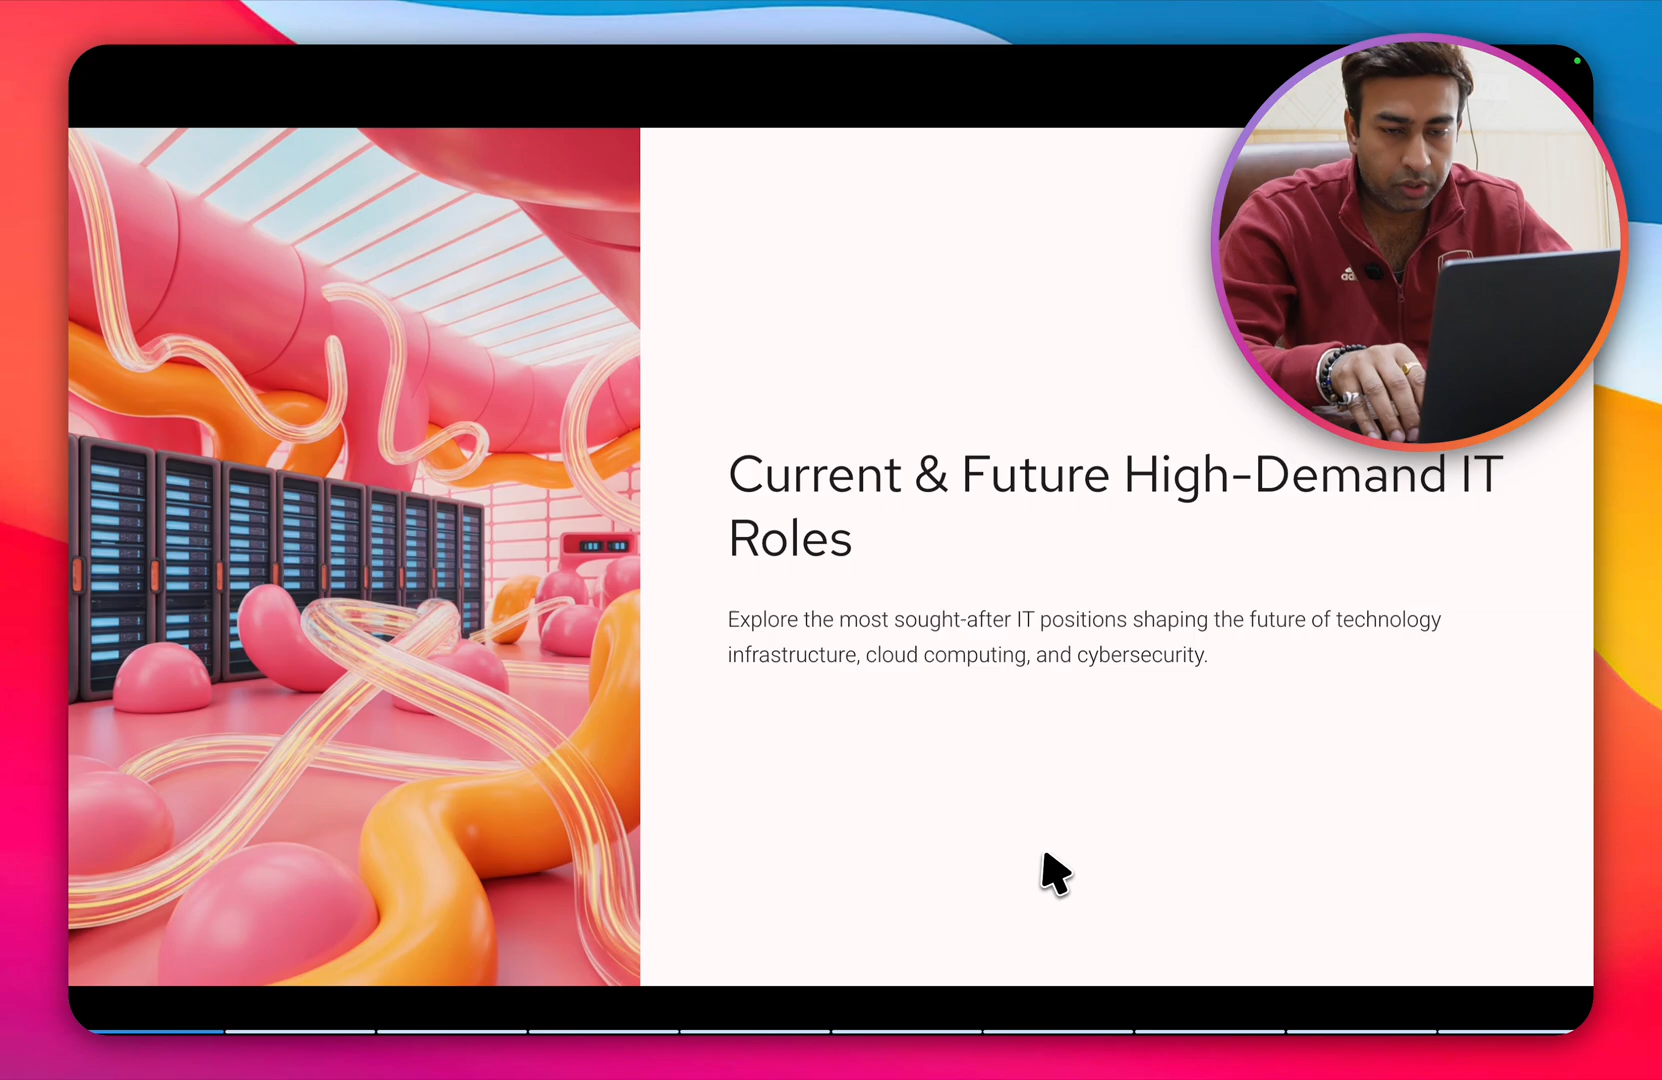 Current & Future High-Demand IT
Roles
Explore the most sought-after IT positions shaping the future of technology
infrastructure, cloud computing, and cybersecurity.